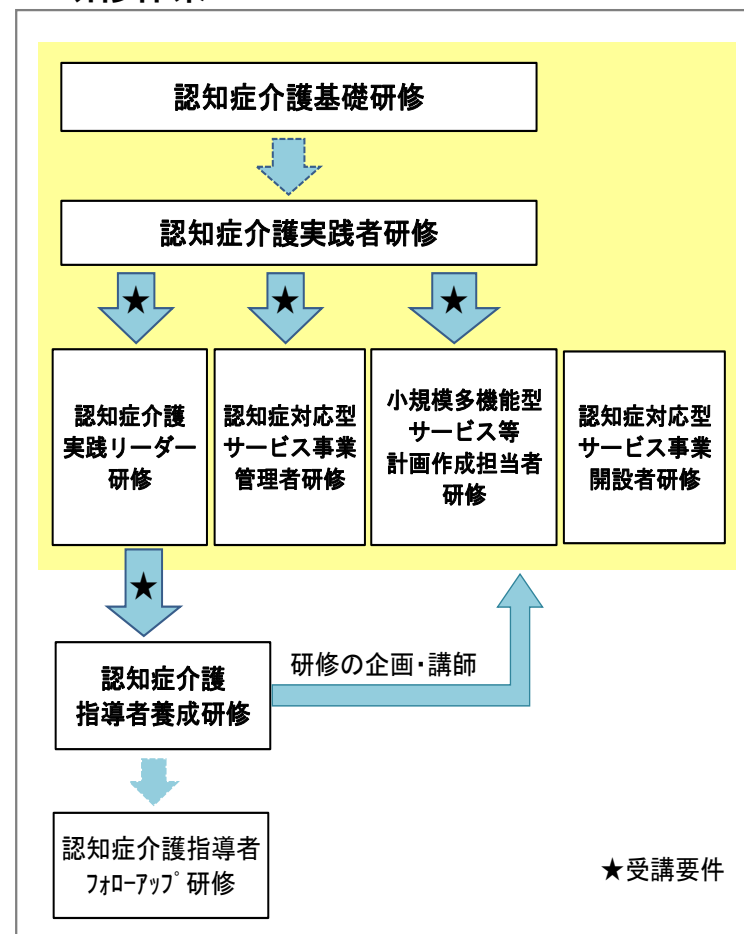 認知症介護基礎研修
認知症介護実践者研修
★
★
★
認知症介護
実践リーダー
研修
認知症対応型
サービス事業
管理者研修
小規模多機能型
サービス等
計画作成担当者
研修
認知症対応型
サービス事業
開設者研修
★
認知症介護
指導者養成研修
研修の企画・講師
認知症介護指導者
ﾌｫﾛｰｱｯﾌﾟ研修
★受講要件